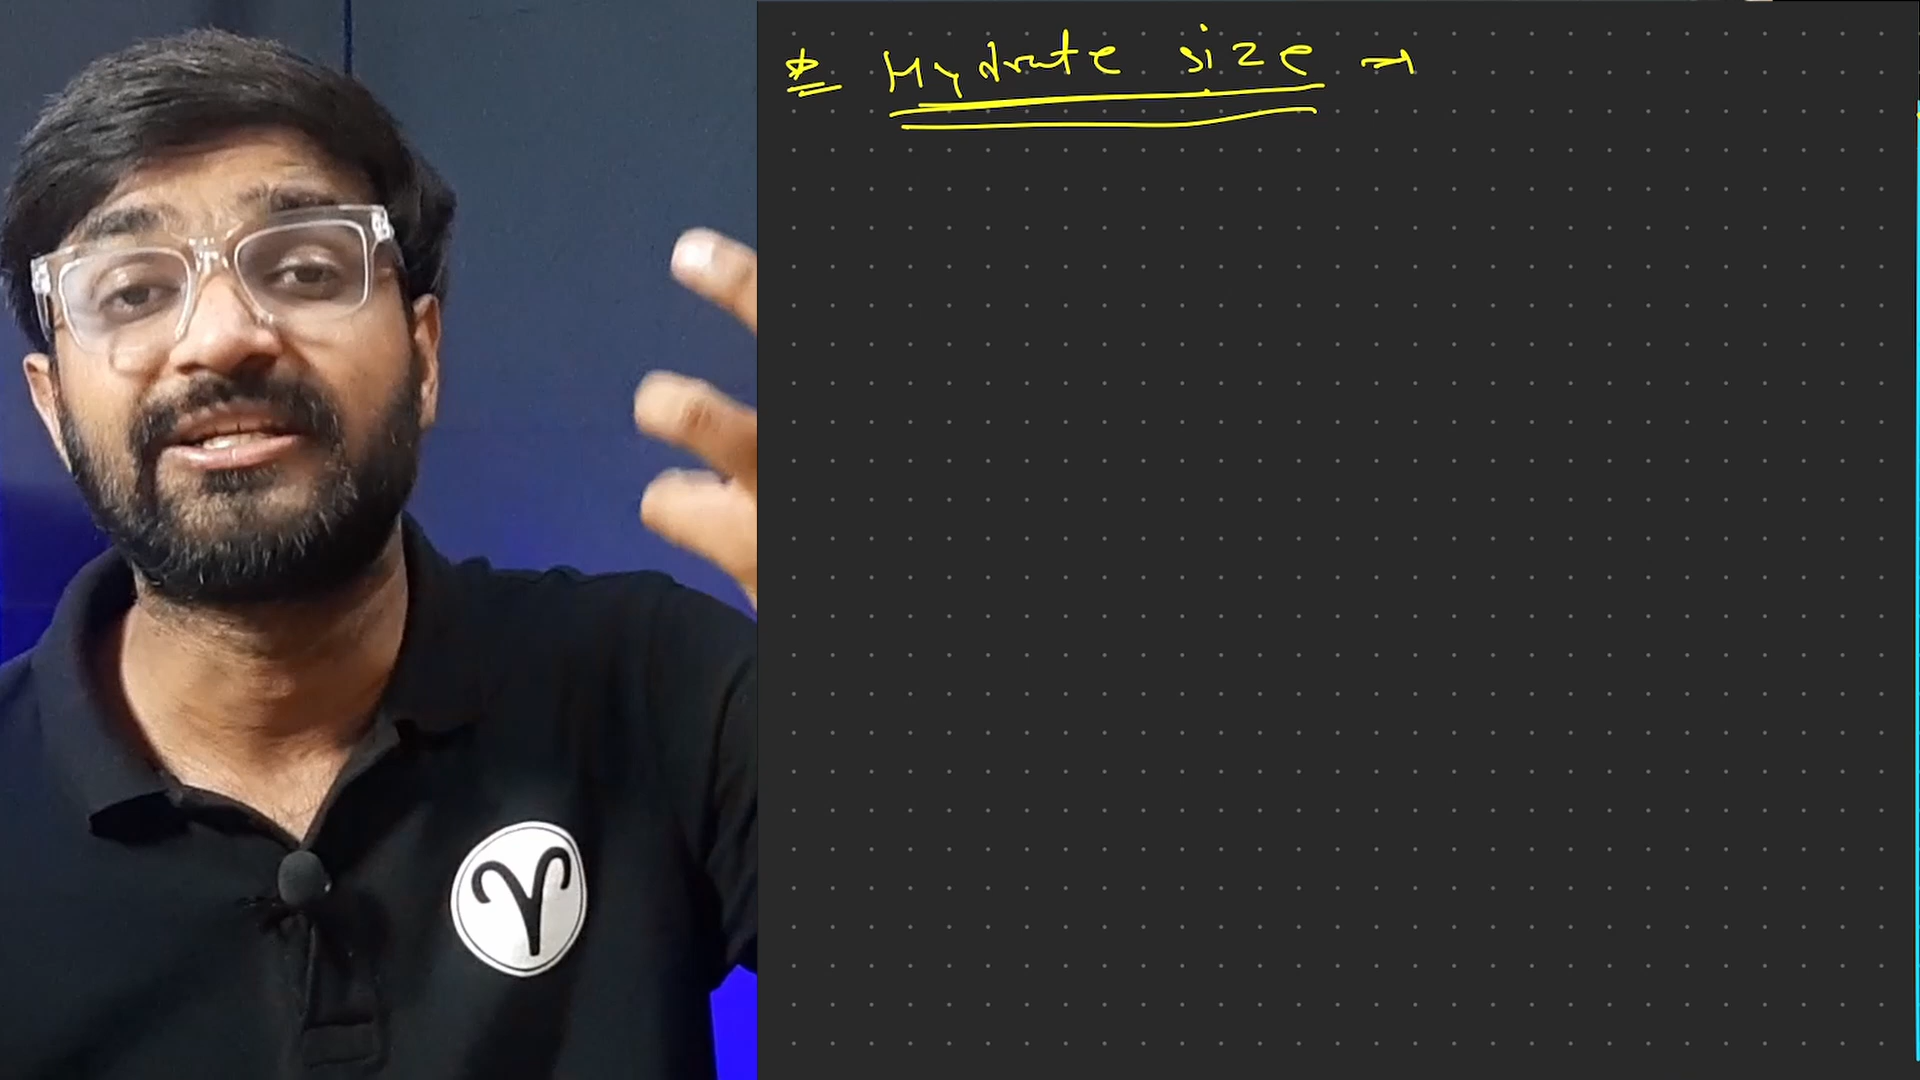 * Hydrate size →